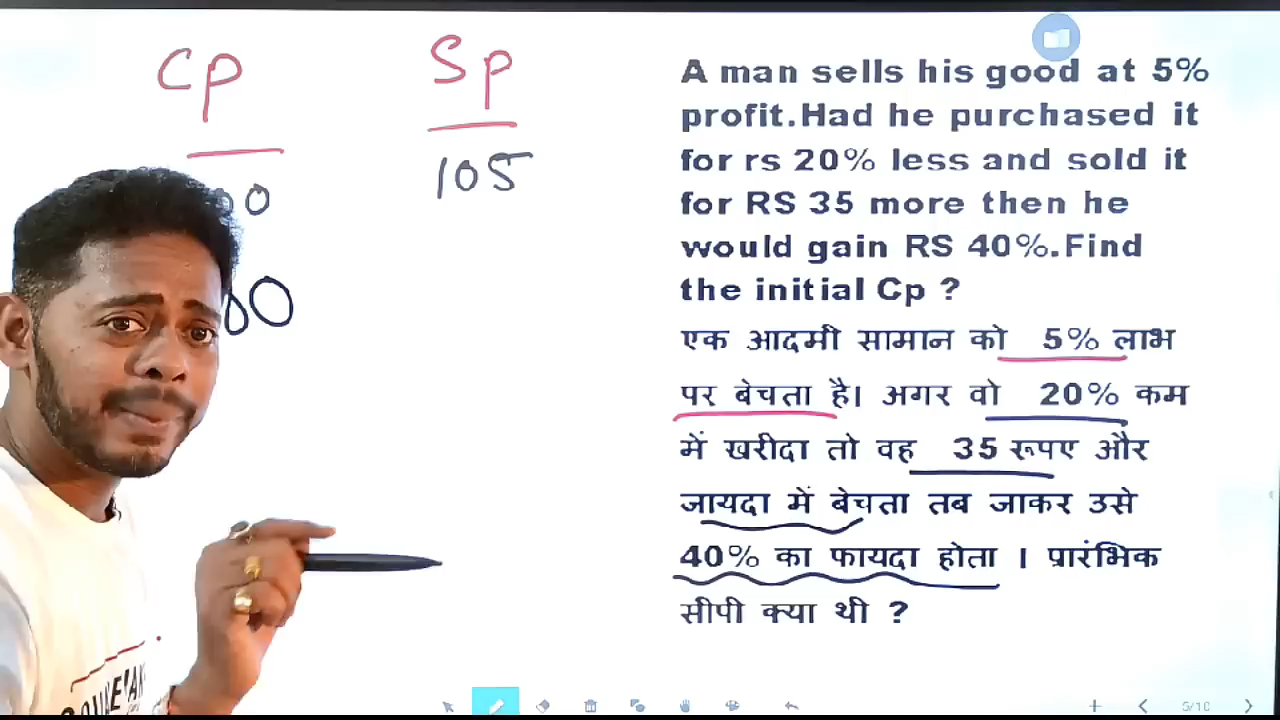 Cp Sp
105
A man sells his good at 5%
profit.Had he purchased it
for rs 20% less and sold it
for RS 35 more then he
would gain RS 40%.Find
the initial Cp ?
एक आदमी सामान को 5% लाभ
पर बेचता है। अगर वो 20% कम
में खरीदा तो वह 35 रूपए और
जायदा में बेचता तब जाकर उसे
40% का फायदा होता । प्रारंभिक
सीपी क्या थी ?
5/10